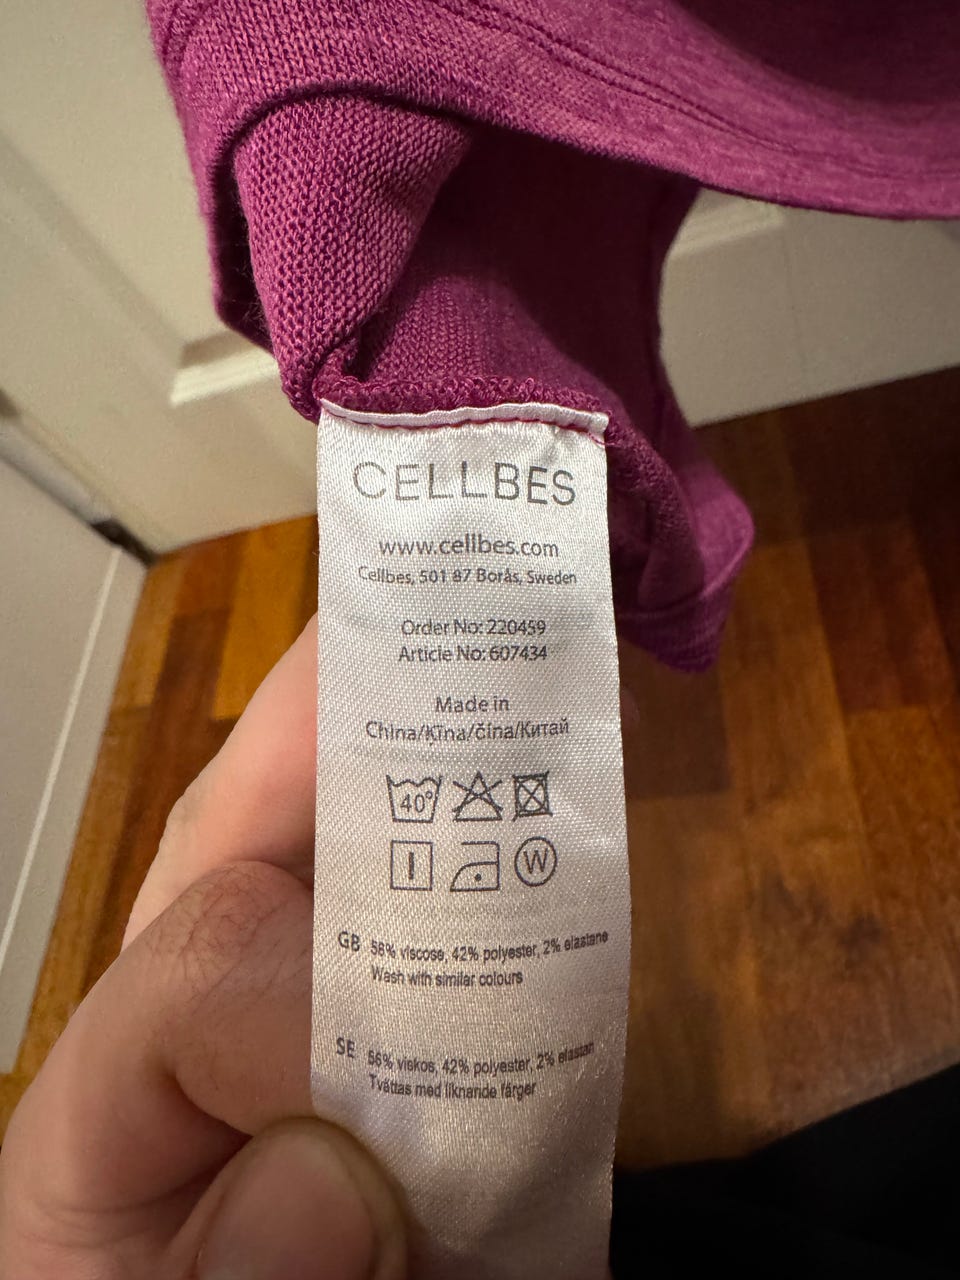 CELLBES
www.cellbes.com
Cellbes, 501 87 Borås, Sweden
Order No: 220459
Article No: 607434
Made in
China/Ķīna/čína/Китай
40°
W
GB 56% viscose, 42% polyester, 2% elastane
Wash with similar colours
SE 56% viskos, 42% polyester, 2% elastan
Tvättas med liknande färger